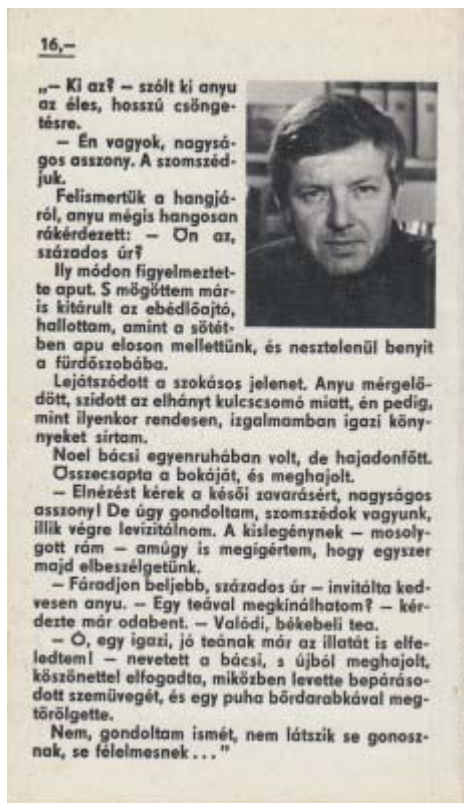 16,—
„— Ki az? — szólt ki anyu
az éles, hosszú csönge-
tésre.
— Én vagyok, nagysá-
gos asszony. A szomszéd-
juk.
Felismertük a hangjá-
ról, anyu mégis hangosan
rákérdezett: — Ön az,
százados úr?
Ily módon figyelmeztet-
te aput. S mögöttem már-
is kitárult az ebédlőajtó,
hallottam, amint a sötét-
ben apu eloson mellettünk, és nesztelenül benyit
a fürdőszobába.
Lejátszódott a szokásos jelenet. Anyu mérgelő-
dött, szidott az elhányt kulcscsomó miatt, én pedig,
mint ilyenkor rendesen, izgalmamban igazi köny-
nyeket sírtam.
Noel bácsi egyenruhában volt, de hajadonfőtt.
Összecsapta a bokáját, és meghajolt.
— Elnézést kérek a késői zavarásért, nagyságos
asszony! De úgy gondoltam, szomszédok vagyunk,
illik végre levizitálnom. A kislegénynek — mosoly-
gott rám — amúgy is megígértem, hogy egyszer
majd elbeszélgetünk.
— Fáradjon beljebb, százados úr — invitálta ked-
vesen anyu. — Egy teával megkínálhatom? — kér-
dezte már odabent. — Valódi, békebeli tea.
— Ó, egy igazi, jó teának már az illatát is elfe-
ledtem! — nevetett a bácsi, s újból meghajolt,
köszönettel elfogadta, miközben levette bepáráso-
dott szemüvegét, és egy puha bőrdarabkával meg-
törölgette.
Nem, gondoltam ismét, nem látszik se gonosz-
nak, se félelmesnek . . ."